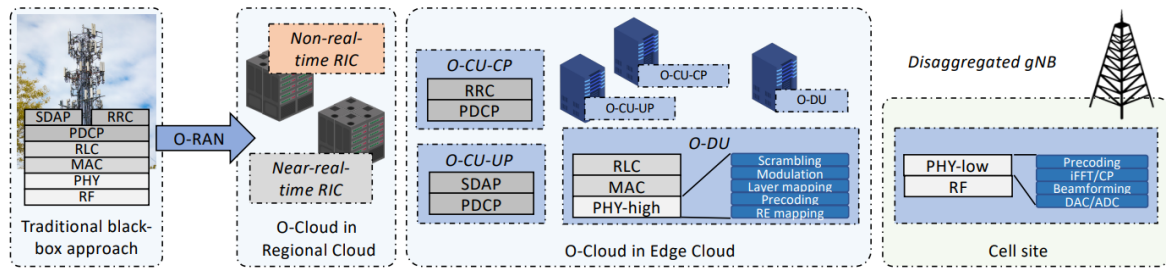 SDAP RRC
PDCP
RLC
MAC
PHY
RF
Traditional black-
box approach
O-RAN
Non-real-
time RIC
Near-real-
time RIC
O-Cloud in
Regional Cloud
O-CU-CP
RRC
PDCP
O-CU-UP
SDAP
PDCP
O-CU-CP
O-CU-UP
O-DU
O-DU
RLC
MAC
PHY-high
Scrambling
Modulation
Layer mapping
Precoding
RE mapping
O-Cloud in Edge Cloud
Disaggregated gNB
PHY-low
RF
Precoding
iFFT/CP
Beamforming
DAC/ADC
Cell site